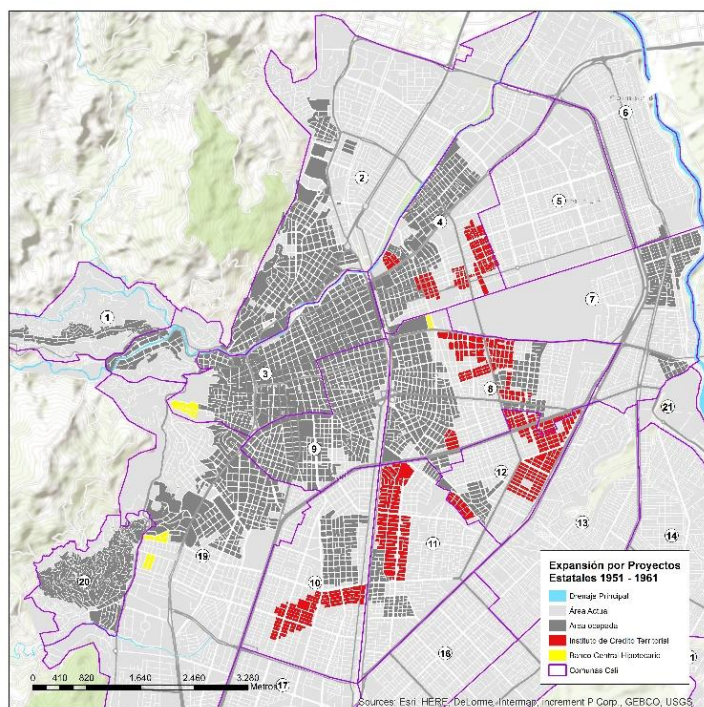 6
2
5
4
1
7
3
8
21
9
12
13
14
11
19
20
10
16
17
1
Expansión por Proyectos
Estatales 1951 - 1961
Drenaje Principal
Área Actual
Area ocupada
Instituto de Credito Territorial
Banco Central Hipotecario
Comunas Cali
0 410 820 1.640 2.460 3.280
Metros
Sources: Esri, HERE, DeLorme, Intermap, increment P Corp., GEBCO, USGS